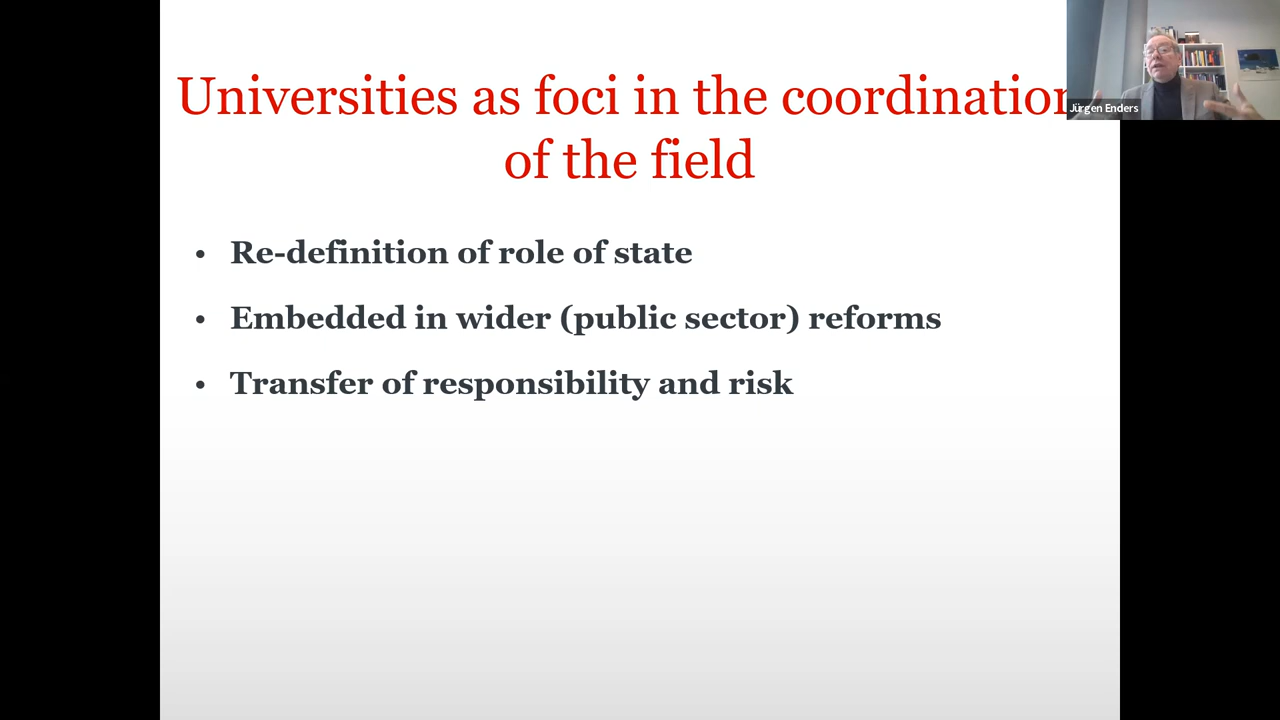 Universities as foci in the coordination
of the field
Jürgen Enders
• Re-definition of role of state
• Embedded in wider (public sector) reforms
• Transfer of responsibility and risk